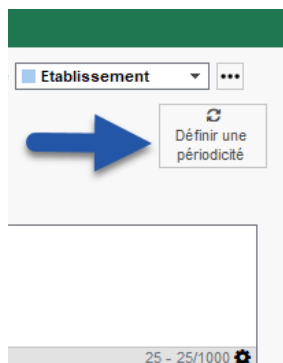 Etablissement
Définir une
périodicité
25 - 25/1000